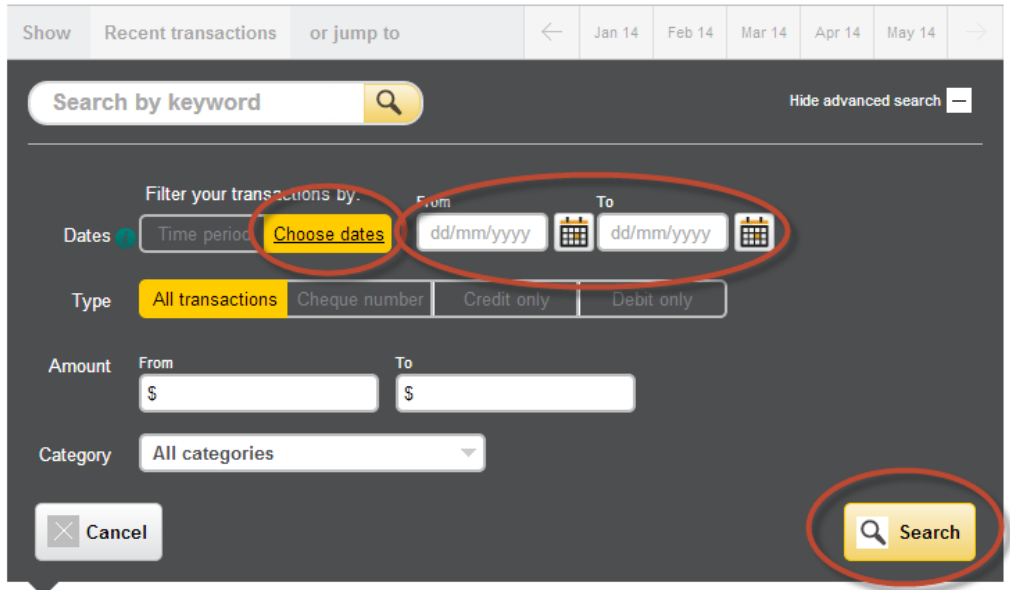 Show Recent transactions or jump to Jan 14 Feb 14 Mar 14 Apr 14 May 14
Search by keyword Hide advanced search
Filter your transactions by:
From To
Dates Time period Choose dates dd/mm/yyyy dd/mm/yyyy
Type All transactions Cheque number Credit only Debit only
From To
Amount $ $
Category All categories
Cancel Search